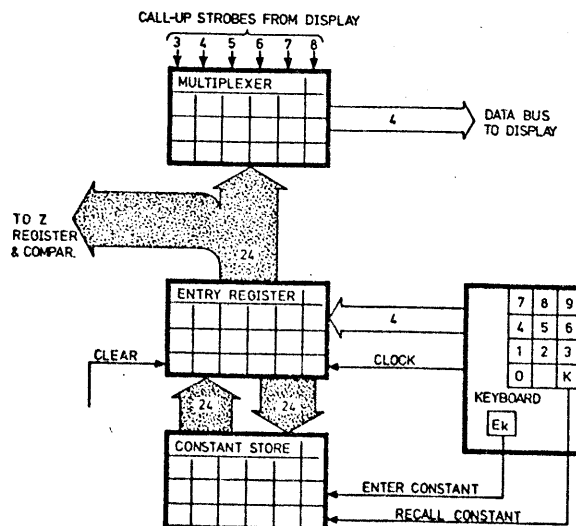 CALL-UP STROBES FROM DISPLAY
3 4 5 6 7 8
MULTIPLEXER
4
DATA BUS
TO DISPLAY
TO Z
REGISTER
& COMPAR.
24
ENTRY REGISTER
4
7 8 9
4 5 6
1 2 3
0 K
CLEAR
CLOCK
KEYBOARD
24
24
Ek
CONSTANT STORE
ENTER CONSTANT
RECALL CONSTANT